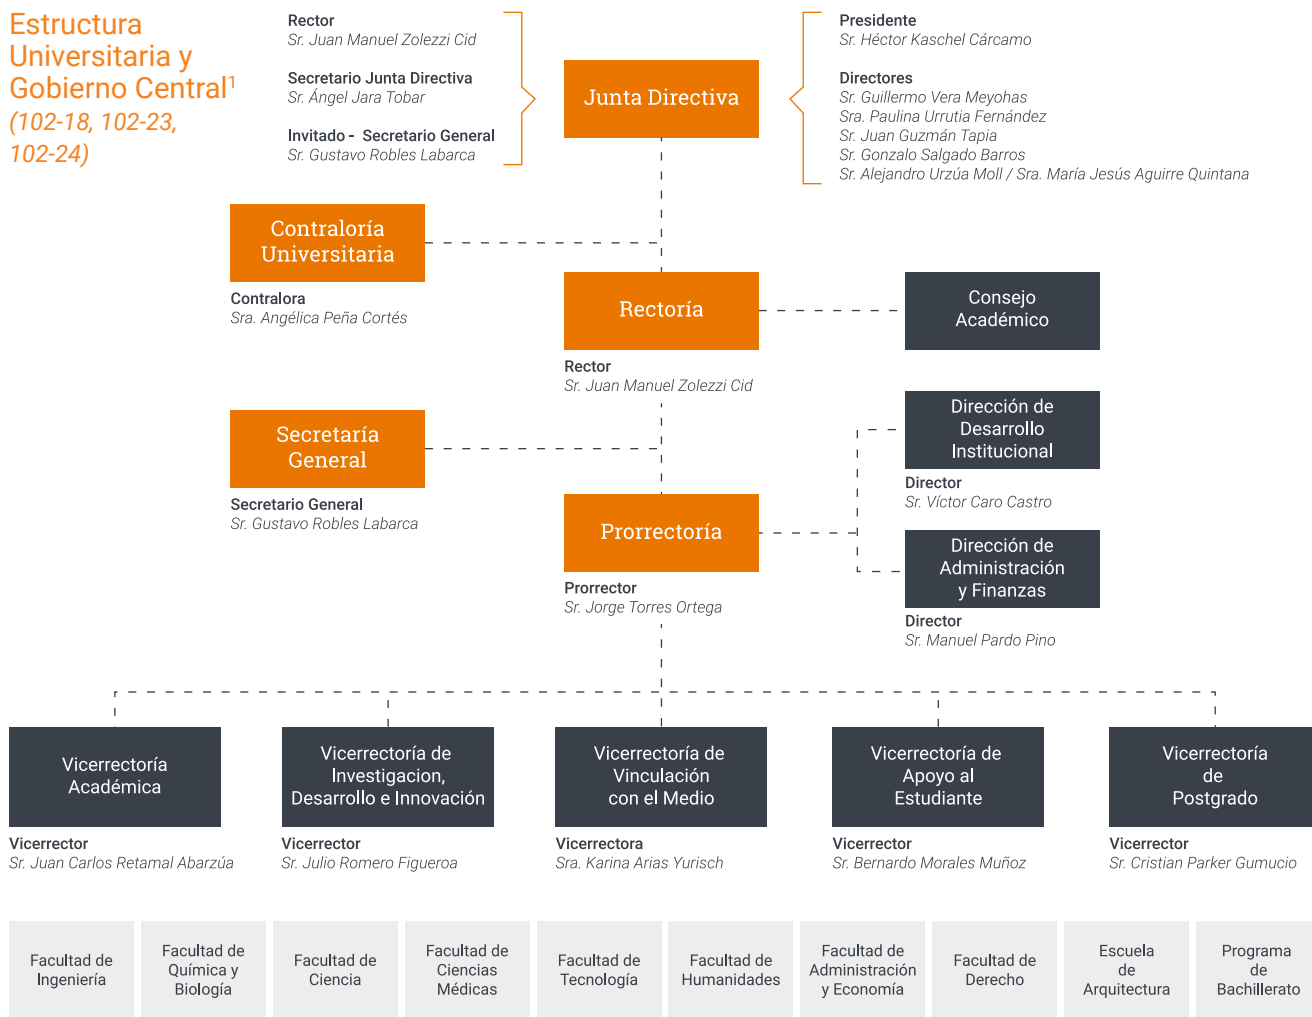 Estructura
Universitaria y
Gobierno Central¹
(102-18, 102-23,
102-24)
Rector
Sr. Juan Manuel Zolezzi Cid
Secretario Junta Directiva
Sr. Ángel Jara Tobar
Invitado - Secretario General
Sr. Gustavo Robles Labarca
Junta Directiva
Presidente
Sr. Héctor Kaschel Cárcamo
Directores
Sr. Guillermo Vera Meyohas
Sra. Paulina Urrutia Fernández
Sr. Juan Guzmán Tapia
Sr. Gonzalo Salgado Barros
Sr. Alejandro Urzúa Moll / Sra. María Jesús Aguirre Quintana
Contraloría
Universitaria
Contralora
Sra. Angélica Peña Cortés
Rectoría
Rector
Sr. Juan Manuel Zolezzi Cid
Consejo
Académico
Secretaría
General
Secretario General
Sr. Gustavo Robles Labarca
Dirección de
Desarrollo
Institucional
Director
Sr. Víctor Caro Castro
Prorrectoría
Prorrector
Sr. Jorge Torres Ortega
Dirección de
Administración
y Finanzas
Director
Sr. Manuel Pardo Pino
Vicerrectoría
Académica
Vicerrector
Sr. Juan Carlos Retamal Abarzúa
Vicerrectoría de
Investigacion,
Desarrollo e Innovación
Vicerrector
Sr. Julio Romero Figueroa
Vicerrectoría de
Vinculación
con el Medio
Vicerrectora
Sra. Karina Arias Yurisch
Vicerrectoría de
Apoyo al
Estudiante
Vicerrector
Sr. Bernardo Morales Muñoz
Vicerrectoría
de
Postgrado
Vicerrector
Sr. Cristian Parker Gumucio
Facultad de
Ingeniería
Facultad de
Química y
Biología
Facultad de
Ciencia
Facultad de
Ciencias
Médicas
Facultad de
Tecnología
Facultad de
Humanidades
Facultad de
Administración
y Economía
Facultad de
Derecho
Escuela
de
Arquitectura
Programa
de
Bachillerato